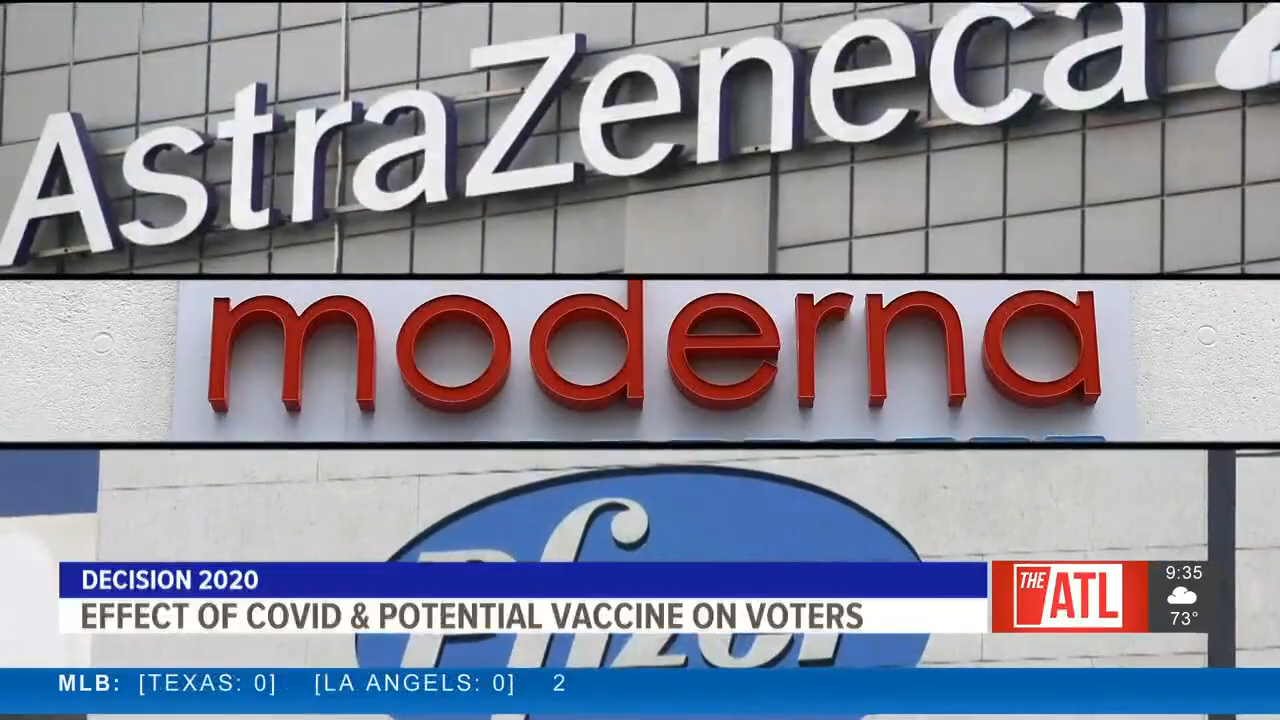 AstraZeneca
moderna
Pfizer
DECISION 2020
EFFECT OF COVID & POTENTIAL VACCINE ON VOTERS
THE ATL
9:35
73°
MLB: [TEXAS: 0] [LA ANGELS: 0] 2